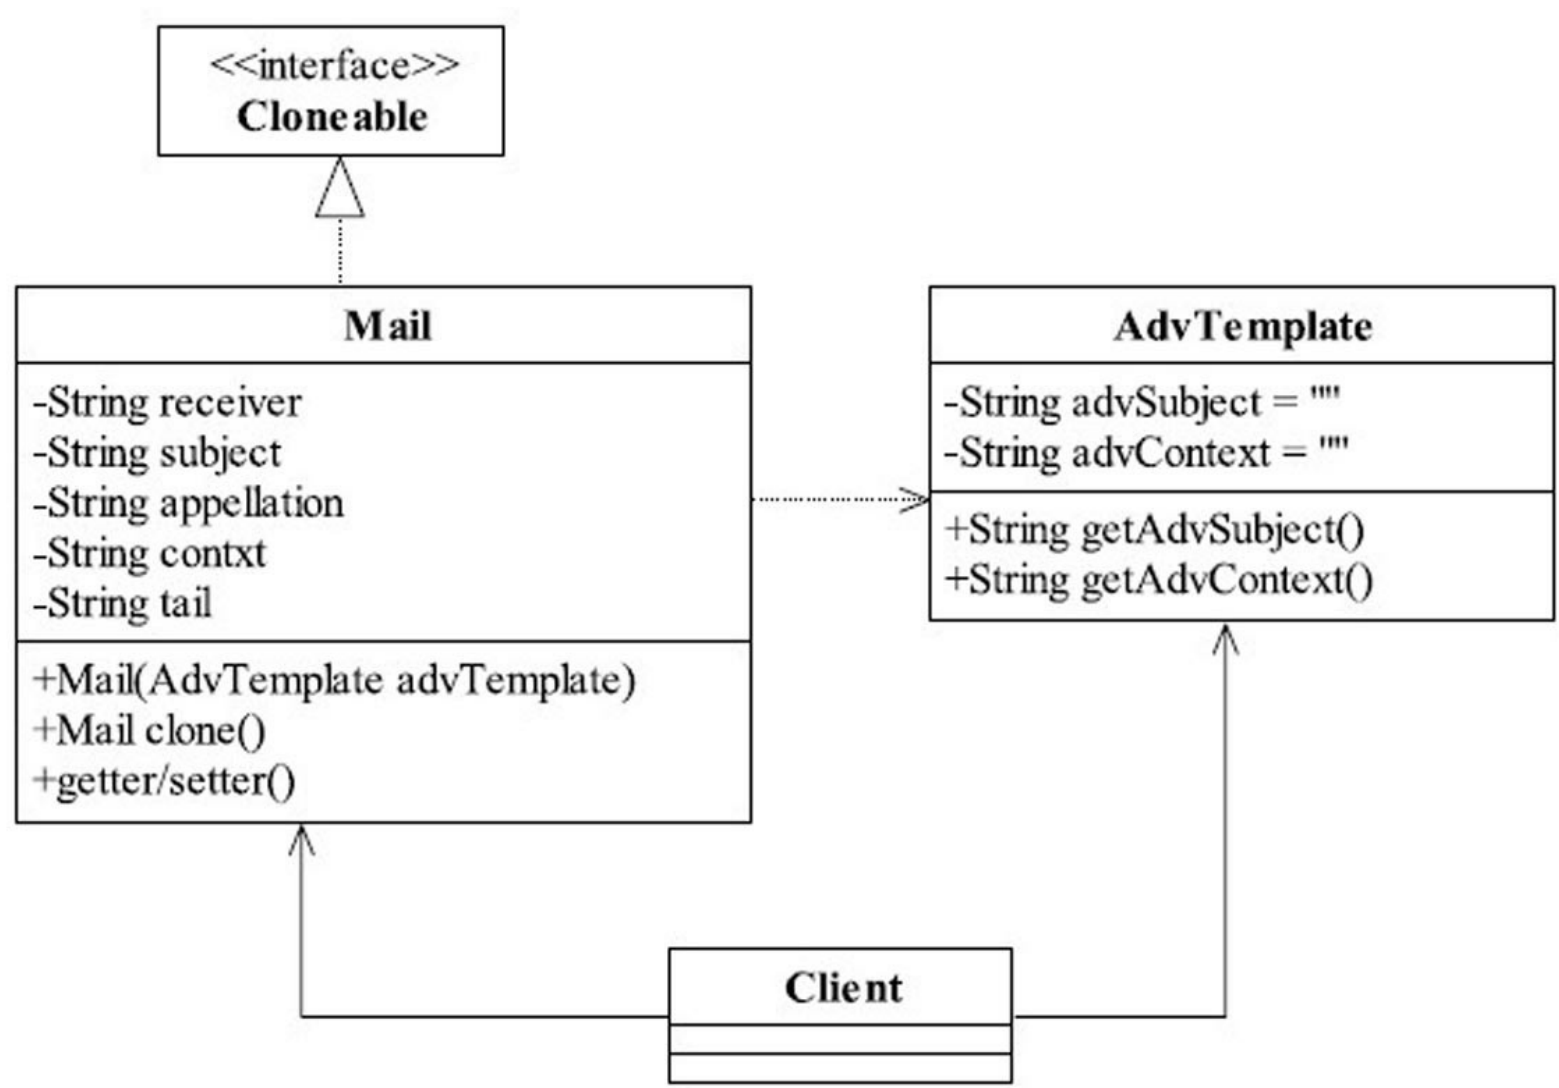 <<interface>>
Cloneable
Mail
-String receiver
-String subject
-String appellation
-String contxt
-String tail
+Mail(AdvTemplate advTemplate)
+Mail clone()
+getter/setter()
AdvTemplate
-String advSubject = ""
-String advContext = ""
+String getAdvSubject()
+String getAdvContext()
Client